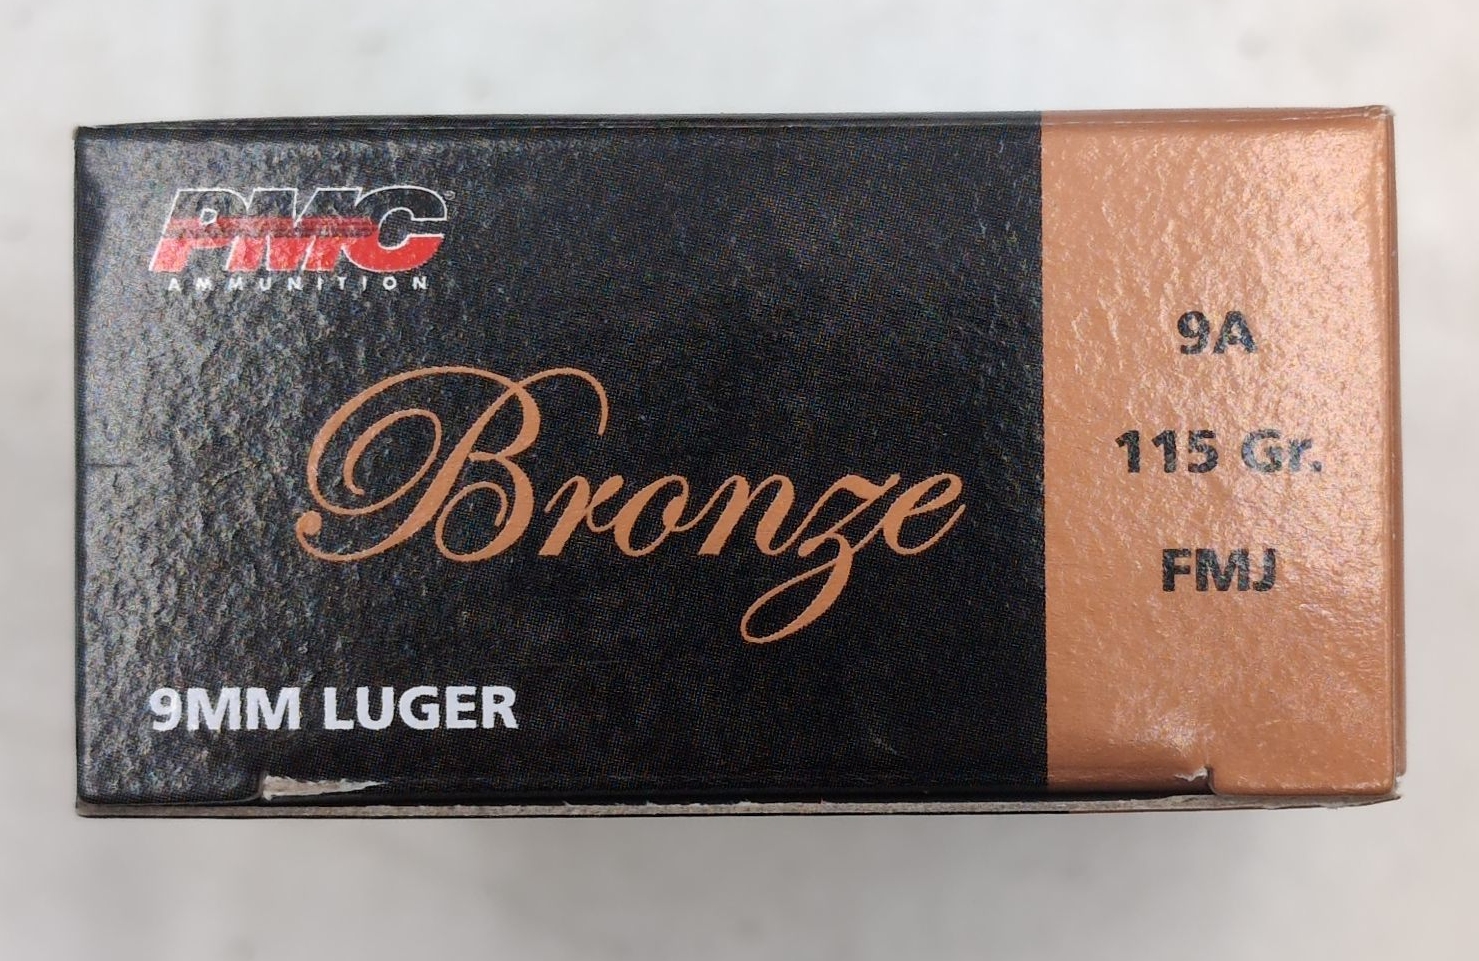 PMC
AMMUNITION
Bronze
9MM LUGER
9A
115 Gr.
FMJ